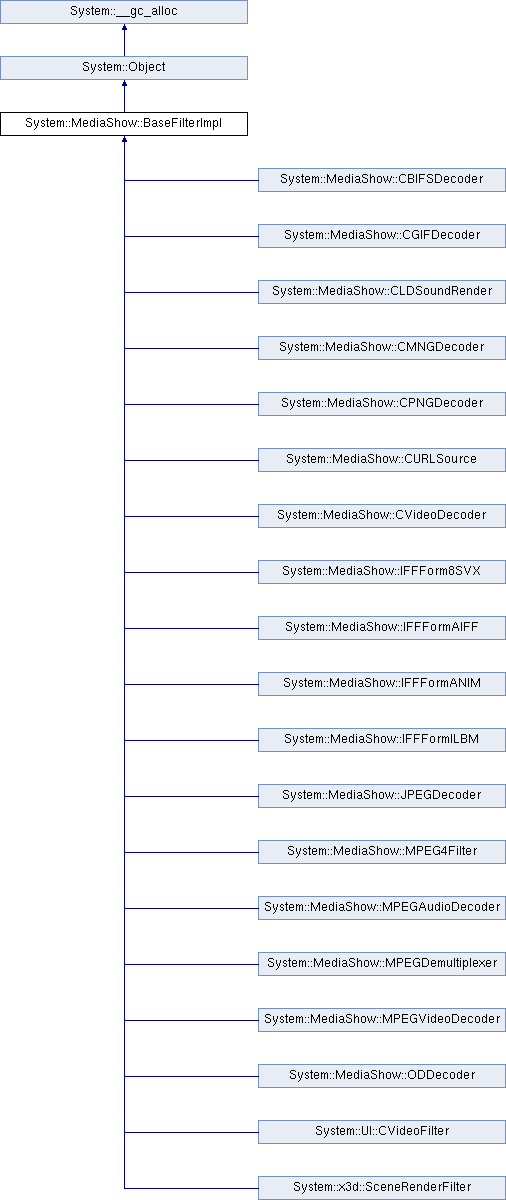 System::__gc_alloc
System::Object
System::MediaShow::BaseFilterImpl
System::MediaShow::CBIFSDecoder
System::MediaShow::CGIFDecoder
System::MediaShow::CLDSoundRender
System::MediaShow::CMNGDecoder
System::MediaShow::CPNGDecoder
System::MediaShow::CURLSource
System::MediaShow::CVideoDecoder
System::MediaShow::IFFForm8SVX
System::MediaShow::IFFFormAIFF
System::MediaShow::IFFFormANIM
System::MediaShow::IFFFormILBM
System::MediaShow::JPEGDecoder
System::MediaShow::MPEG4Filter
System::MediaShow::MPEGAudioDecoder
System::MediaShow::MPEGDemultiplexer
System::MediaShow::MPEGVideoDecoder
System::MediaShow::ODDecoder
System::UI::CVideoFilter
System::x3d::SceneRenderFilter